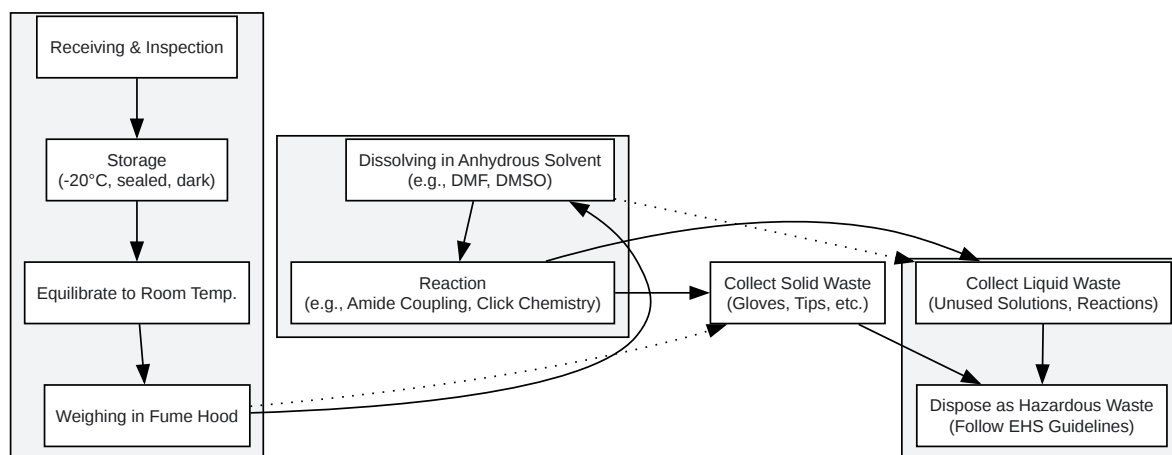 Receiving & Inspection
Storage
(-20°C, sealed, dark)
Equilibrate to Room Temp.
Weighing in Fume Hood
Dissolving in Anhydrous Solvent
(e.g., DMF, DMSO)
Reaction
(e.g., Amide Coupling, Click Chemistry)
Collect Solid Waste
(Gloves, Tips, etc.)
Collect Liquid Waste
(Unused Solutions, Reactions)
Dispose as Hazardous Waste
(Follow EHS Guidelines)